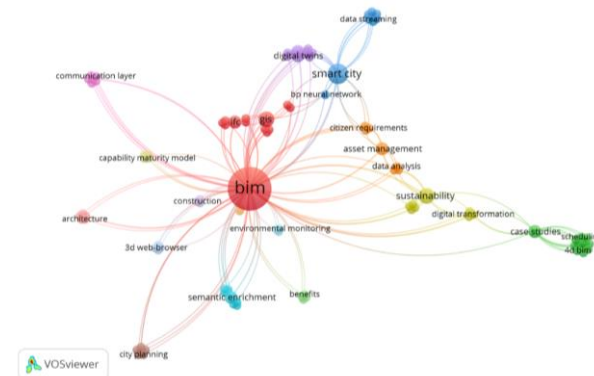 data streaming
digital twins
smart city
communication layer
bp neural network
ifc
gis
citizen requirements
asset management
capability maturity model
data analysis
bim
sustainability
construction
digital transformation
architecture
environmental monitoring
case studies
3d web-browser
4d bim
semantic enrichment
benefits
city planning
VOSviewer